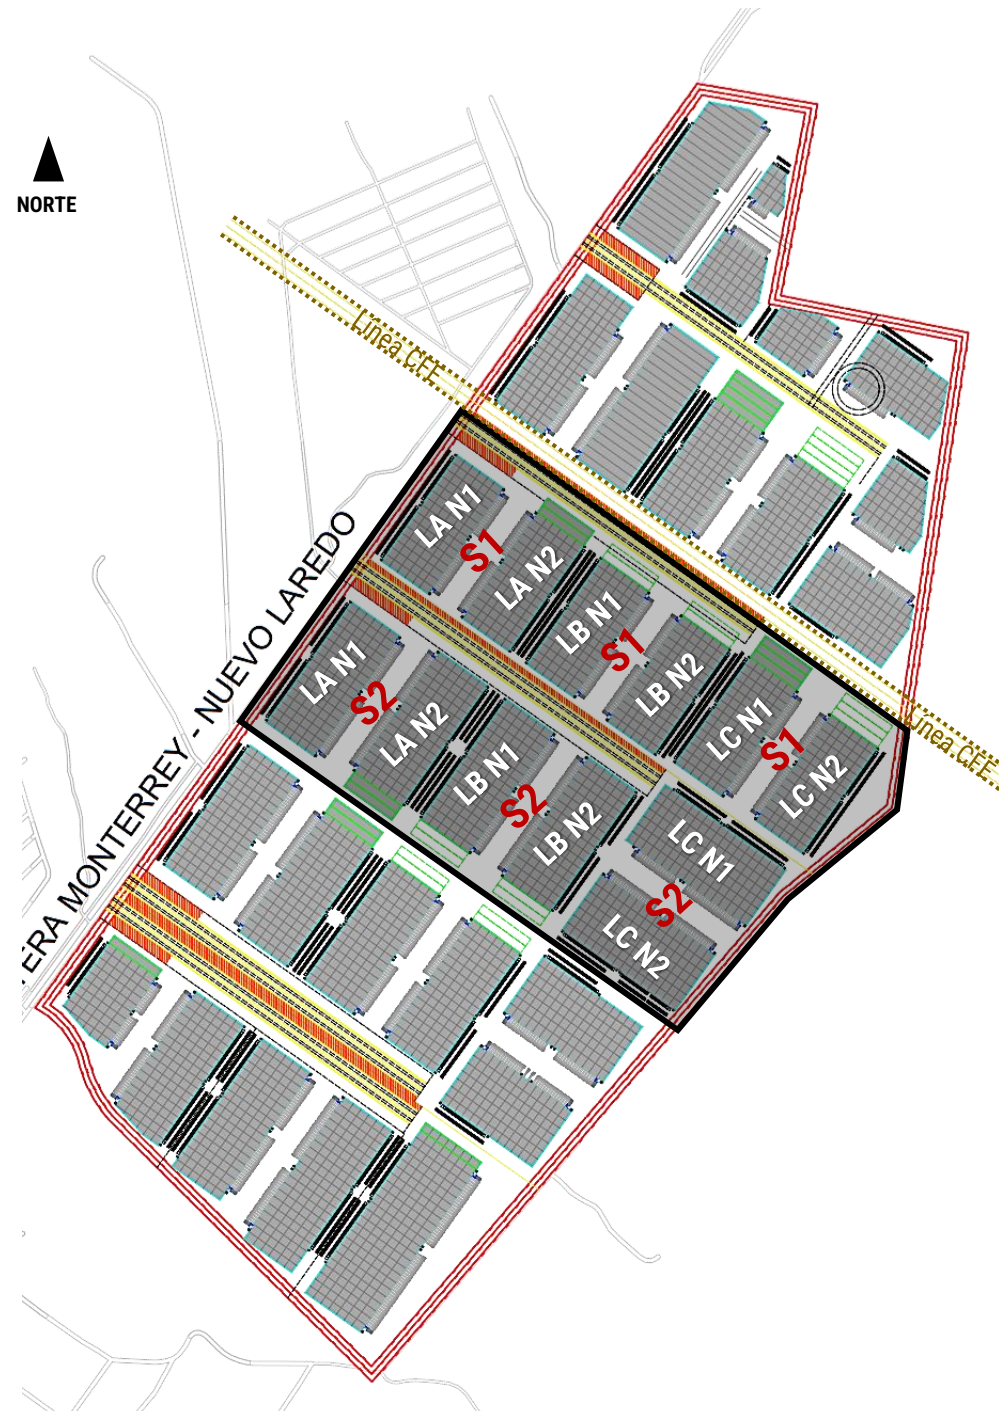 NORTE
Línea CFE
LA N1
S1
LA N2
LB N1
S1
LB N2
LC N1
S1
LC N2
Línea CFE
LA N1
S2
LA N2
LB N1
S2
LB N2
LC N1
S2
LC N2
TERA MONTERREY - NUEVO LAREDO